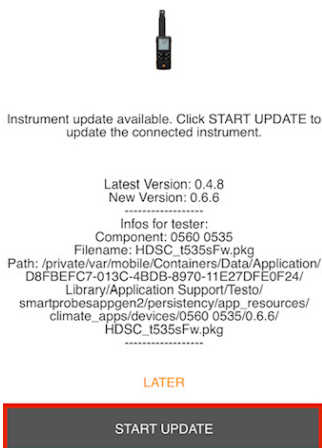 Instrument update available. Click START UPDATE to
update the connected instrument.
Latest Version: 0.4.8
New Version: 0.6.6
------------------
Infos for tester:
Component: 0560 0535
Filename: HDSC_t535sFw.pkg
Path: /private/var/mobile/Containers/Data/Application/
D8FBEFC7-013C-4BDB-8970-11E27DFE0F24/
Library/Application Support/Testo/
smartprobesappgen2/persistency/app_resources/
climate_apps/devices/0560 0535/0.6.6/
HDSC_t535sFw.pkg
------------------
LATER
START UPDATE